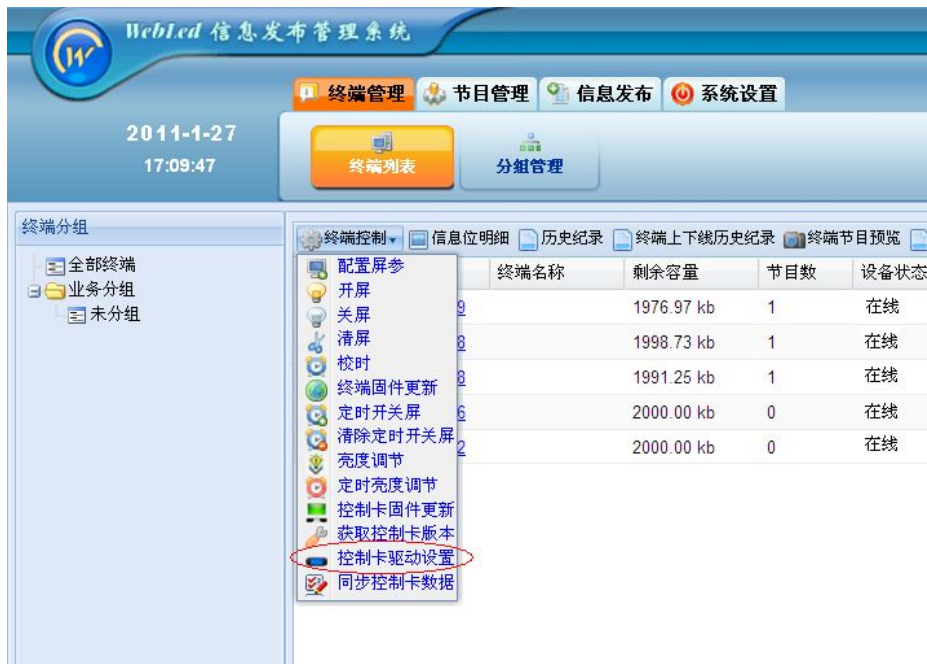 WebLed 信息发布管理系统
终端管理 节目管理 信息发布 系统设置
2011-1-27
17:09:47
终端列表 分组管理
终端分组
全部终端
业务分组
未分组
终端控制 信息位明细 历史纪录 终端上下线历史纪录 终端节目预览
终端名称 剩余容量 节目数 设备状态
9 1976.97 kb 1 在线
8 1998.73 kb 1 在线
8 1991.25 kb 1 在线
6 2000.00 kb 0 在线
2 2000.00 kb 0 在线
配置屏参
开屏
关屏
清屏
校时
终端固件更新
定时开关屏
清除定时开关屏
亮度调节
定时亮度调节
控制卡固件更新
获取控制卡版本
控制卡驱动设置
同步控制卡数据